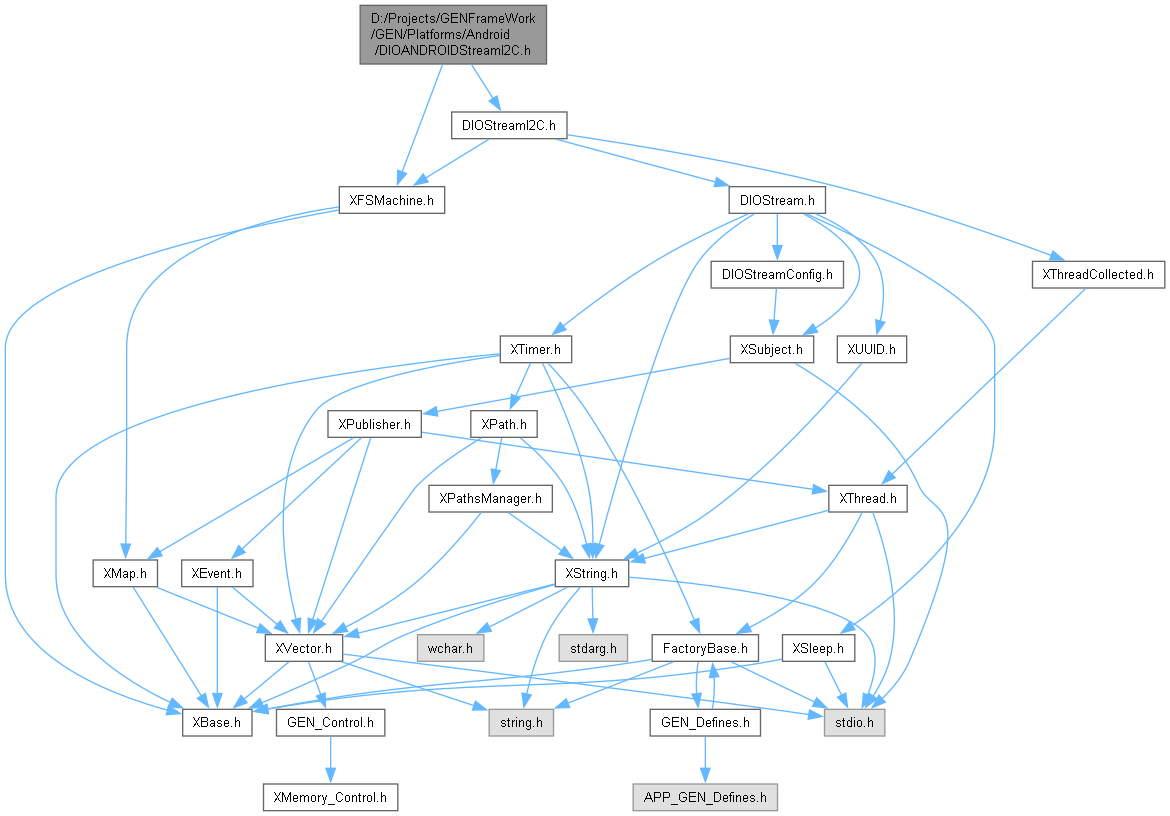 D:/Projects/GENFrameWork
/GEN/Platforms/Android
/DIOANDROIDStreamI2C.h
DIOStreamI2C.h
XFSMachine.h
DIOStream.h
DIOStreamConfig.h
XThreadCollected.h
XTimer.h
XSubject.h
XUUID.h
XPublisher.h
XPath.h
XPathsManager.h
XThread.h
XMap.h
XEvent.h
XString.h
XVector.h
wchar.h
stdarg.h
FactoryBase.h
XSleep.h
XBase.h
GEN_Control.h
string.h
GEN_Defines.h
stdio.h
XMemory_Control.h
APP_GEN_Defines.h